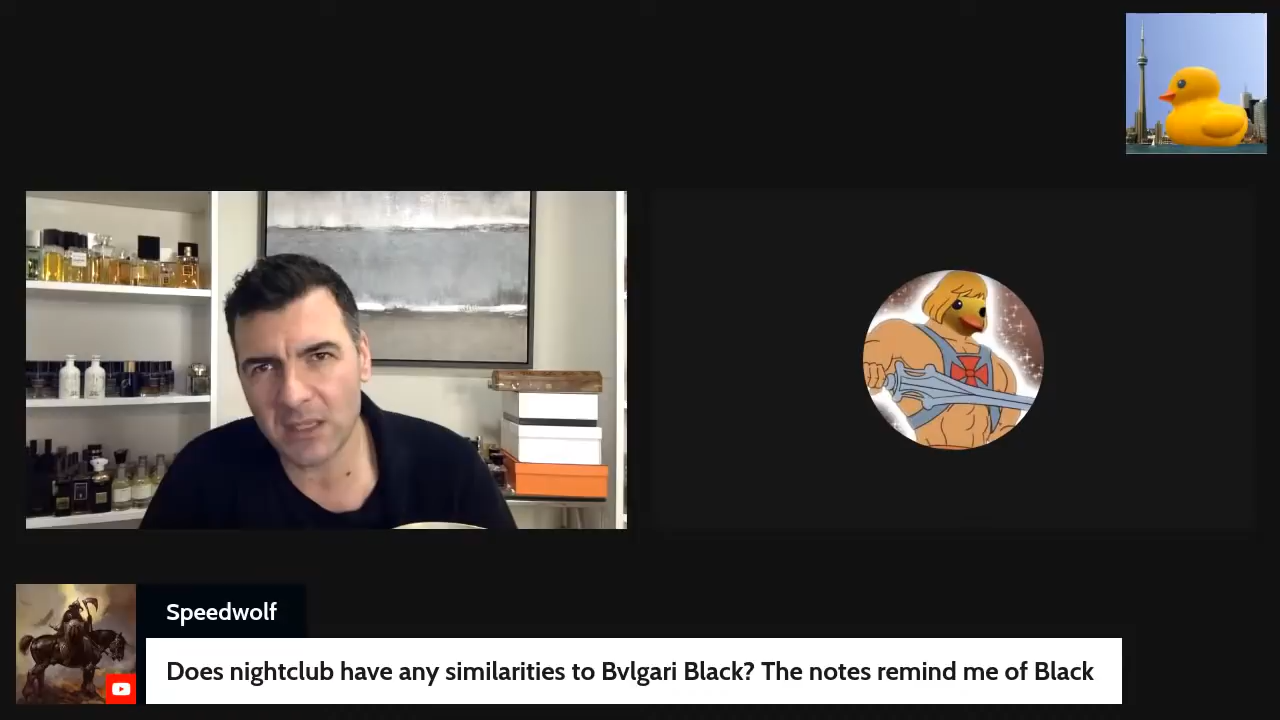 Speedwolf
Does nightclub have any similarities to Bvlgari Black? The notes remind me of Black